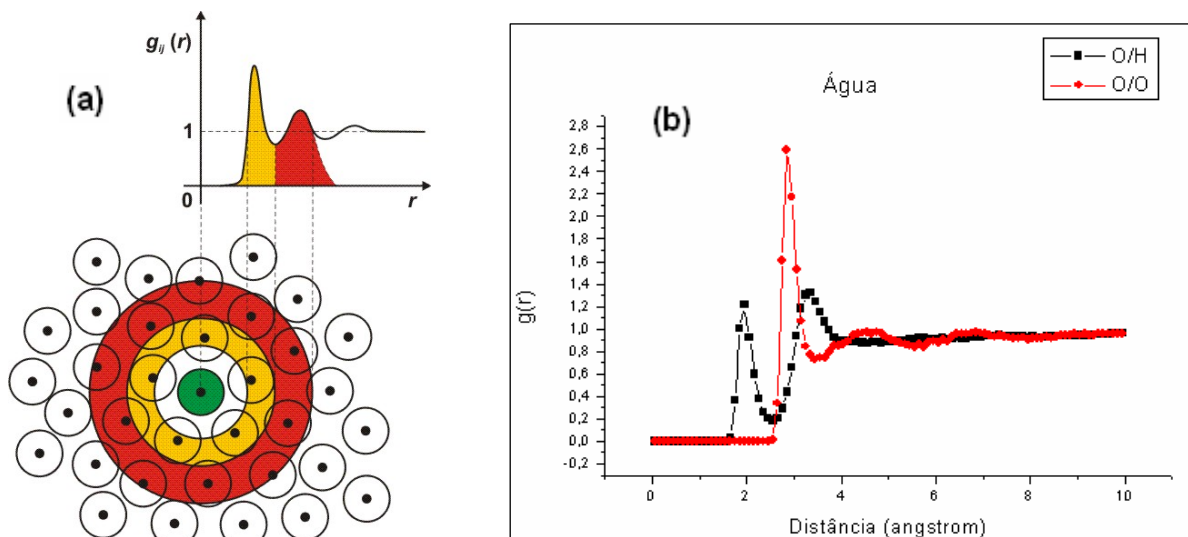 g_ij (r)
(a)
1
0
r
O/H
O/O
Água
(b)
2,8
2,6
2,4
2,2
2,0
1,8
1,6
1,4
1,2
1,0
0,8
0,6
0,4
0,2
0,0
-0,2
g(r)
0 2 4 6 8 10
Distância (angstrom)